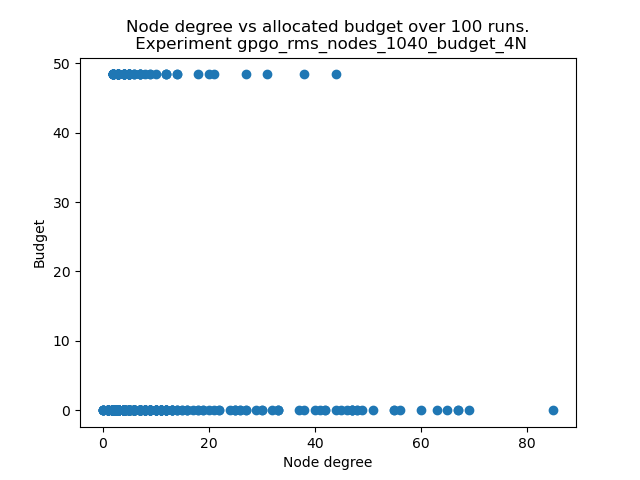 Node degree vs allocated budget over 100 runs.
Experiment gpgo_rms_nodes_1040_budget_4N
50
40
30
20
10
0
Budget
0 20 40 60 80
Node degree